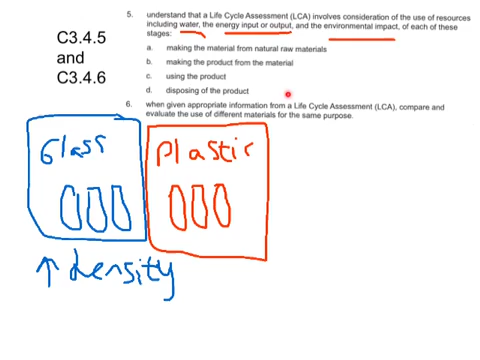 5. understand that a Life Cycle Assessment (LCA) involves consideration of the use of resources
including water, the energy input or output, and the environmental impact, of each of these
stages:
a. making the material from natural raw materials
b. making the product from the material
c. using the product
d. disposing of the product
6. when given appropriate information from a Life Cycle Assessment (LCA), compare and
evaluate the use of different materials for the same purpose.
C3.4.5
and
C3.4.6
Glass
Plastic
↑ density